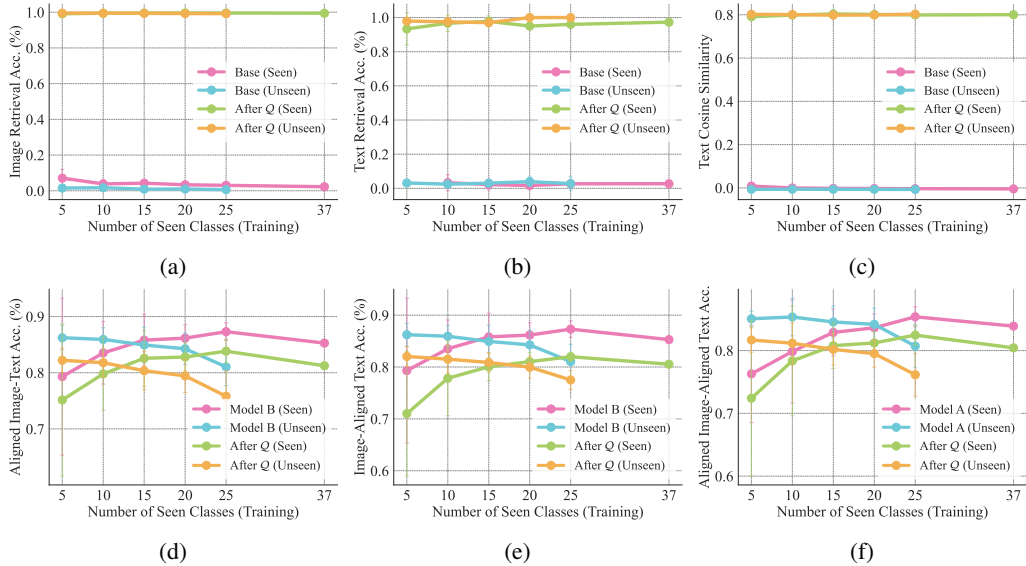 Image Retrieval Acc. (%)
1.0
0.8
0.6
0.4
0.2
0.0
Base (Seen)
Base (Unseen)
After Q (Seen)
After Q (Unseen)
5 10 15 20 25 37
Number of Seen Classes (Training)
(a)
Text Retrieval Acc. (%)
1.0
0.8
0.6
0.4
0.2
0.0
Base (Seen)
Base (Unseen)
After Q (Seen)
After Q (Unseen)
5 10 15 20 25 37
Number of Seen Classes (Training)
(b)
Text Cosine Similarity
0.8
0.6
0.4
0.2
0.0
Base (Seen)
Base (Unseen)
After Q (Seen)
After Q (Unseen)
5 10 15 20 25 37
Number of Seen Classes (Training)
(c)
Aligned Image-Text Acc. (%)
0.9
0.8
0.7
Model B (Seen)
Model B (Unseen)
After Q (Seen)
After Q (Unseen)
5 10 15 20 25 37
Number of Seen Classes (Training)
(d)
Image-Aligned Text Acc. (%)
0.9
0.8
0.7
0.6
Model B (Seen)
Model B (Unseen)
After Q (Seen)
After Q (Unseen)
5 10 15 20 25 37
Number of Seen Classes (Training)
(e)
Aligned Image-Aligned Text Acc.
0.8
0.7
0.6
Model A (Seen)
Model A (Unseen)
After Q (Seen)
After Q (Unseen)
5 10 15 20 25 37
Number of Seen Classes (Training)
(f)